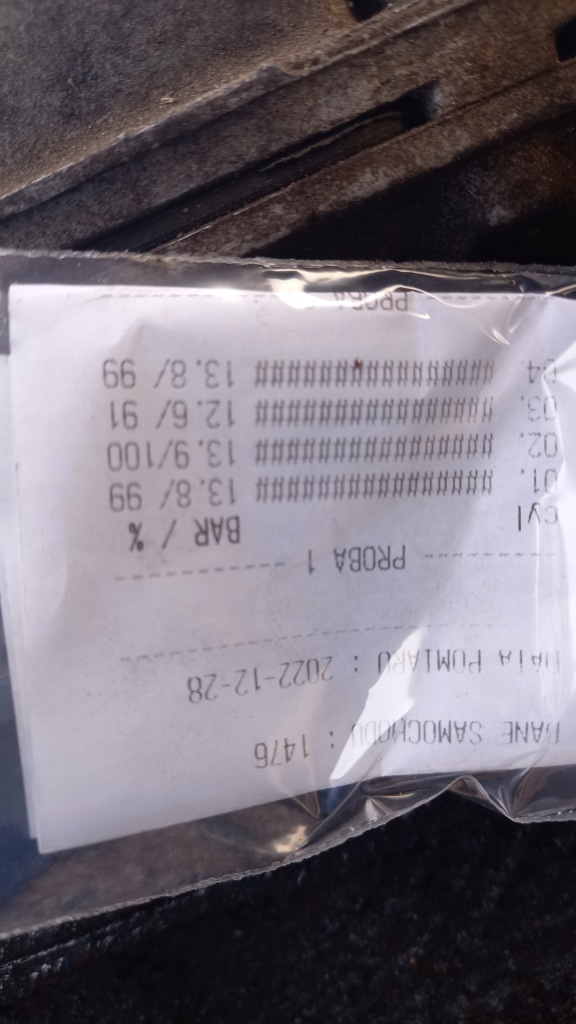 DANE SAMOCHODU : 1476
DATA POMIARU : 2022-12-28
-------------------
---- PROBA 1 ----------
cyl BAR / %
01. ################ 13.8/ 99
02. ################ 13.9/100
03. ################ 12.6/ 91
04. ################ 13.8/ 99
---- PROBA